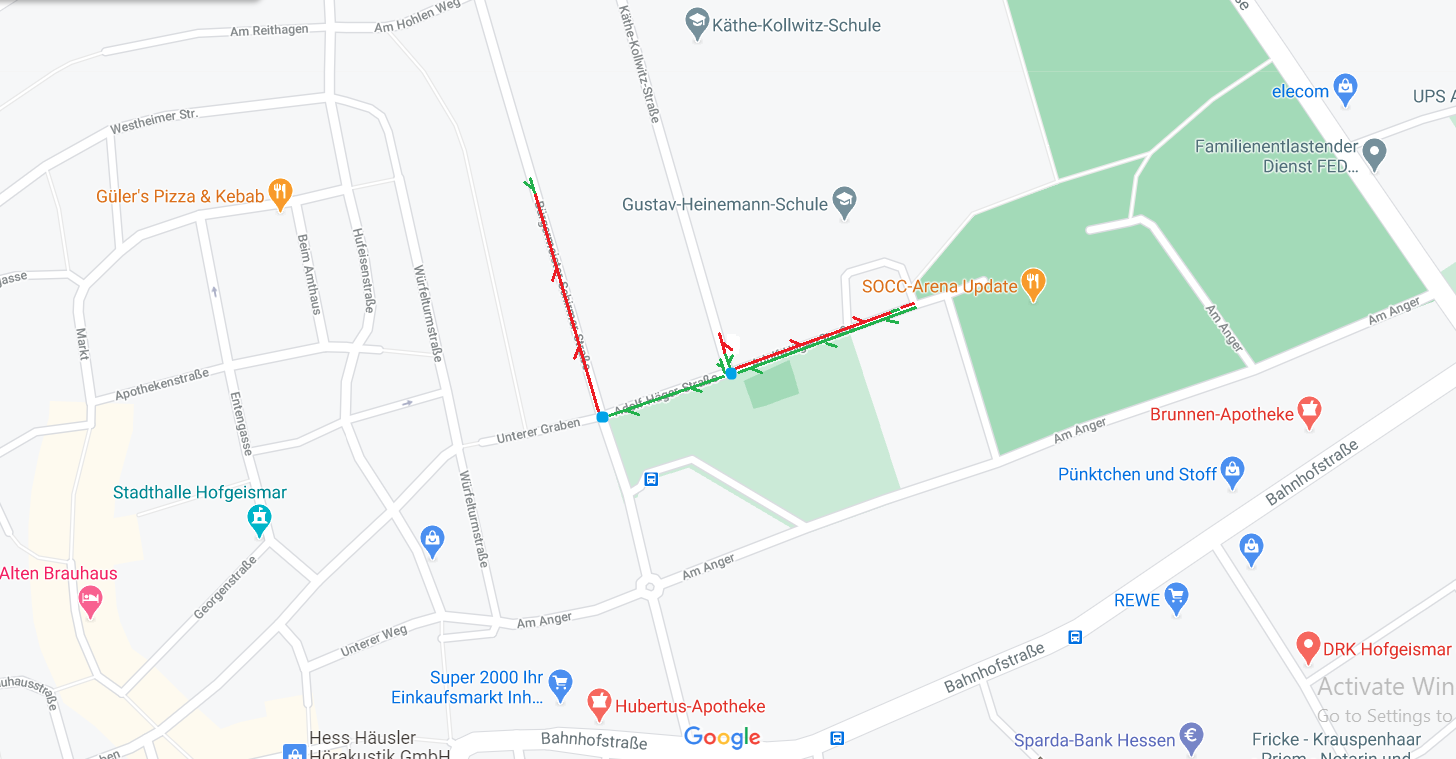 Am Reithagen
Am Hohlen Weg
Käthe-Kollwitz-Straße
Käthe-Kollwitz-Schule
elecom
UPS A
Westheimer Str.
Familienentlastender
Dienst FED...
Güler's Pizza & Kebab
Gustav-Heinemann-Schule
Beim Amthaus
Hufeisenstraße
Würfelturmstraße
SOCC-Arena Update
Am Anger
Am Anger
Markt
Apothekenstraße
Entengasse
Adolf-Häger-Straße
Unterer Graben
Am Anger
Brunnen-Apotheke
Pünktchen und Stoff
Bahnhofstraße
Stadthalle Hofgeismar
Würfelturmstraße
Alten Brauhaus
Georgenstraße
Am Anger
REWE
Am Anger
Unterer Weg
DRK Hofgeismar
Bahnhofstraße
Super 2000 Ihr
Einkaufsmarkt Inh...
Hubertus-Apotheke
Activate Win
Go to Settings to
Hess Häusler
Hörakustik GmbH
Bahnhofstraße
Google
Sparda-Bank Hessen
Fricke - Krauspenhaar